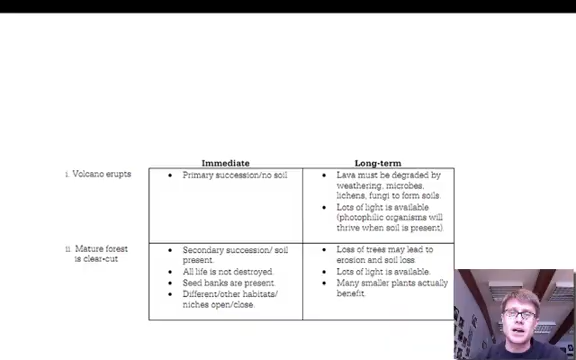 Immediate Long-term
i. Volcano erupts
• Primary succession/no soil
• Lava must be degraded by
weathering, microbes,
lichens, fungi to form soils.
• Lots of light is available
(photophilic organisms will
thrive when soil is present).
ii. Mature forest
is clear-cut
• Secondary succession/ soil
present.
• All life is not destroyed.
• Seed banks are present.
• Different/other habitats/
niches open/close.
• Loss of trees may lead to
erosion and soil loss.
• Lots of light is available.
• Many smaller plants actually
benefit.